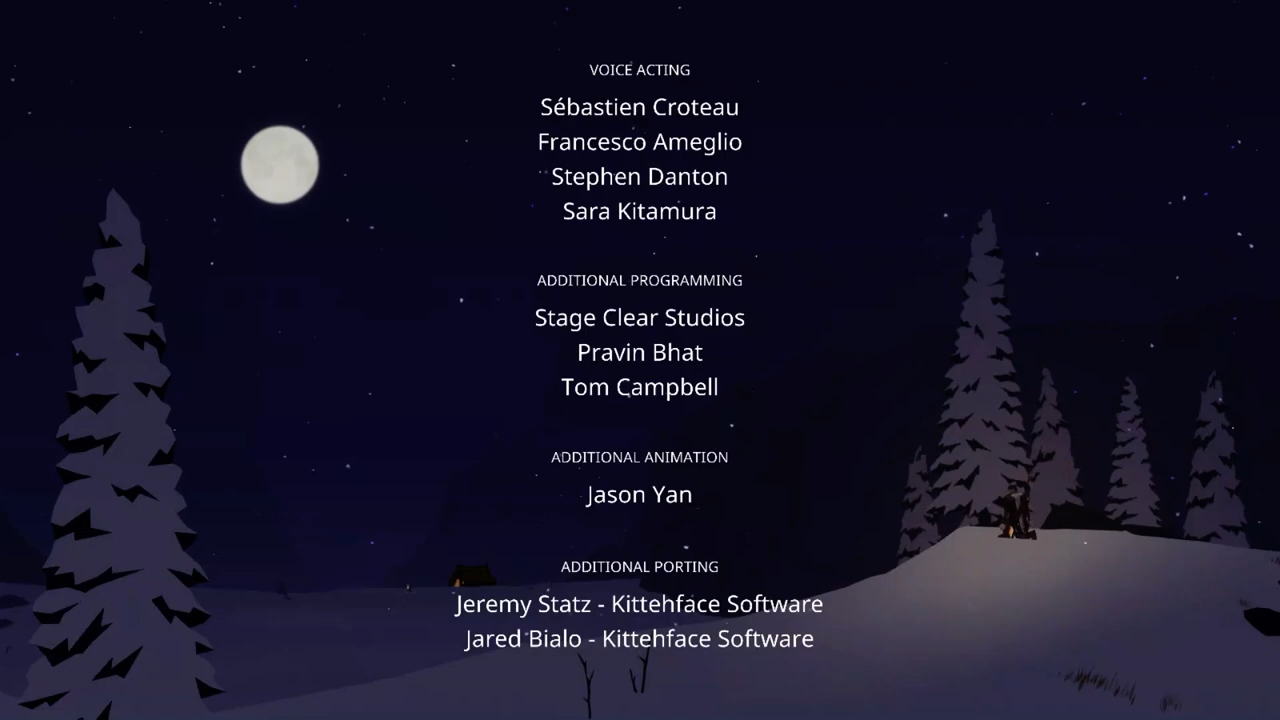 VOICE ACTING
Sébastien Croteau
Francesco Ameglio
Stephen Danton
Sara Kitamura
ADDITIONAL PROGRAMMING
Stage Clear Studios
Pravin Bhat
Tom Campbell
ADDITIONAL ANIMATION
Jason Yan
ADDITIONAL PORTING
Jeremy Statz - Kittehface Software
Jared Bialo - Kittehface Software